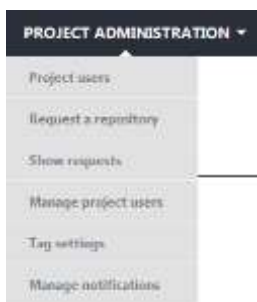 PROJECT ADMINISTRATION
Project users
Request a repository
Show requests
Manage project users
Tag settings
Manage notifications